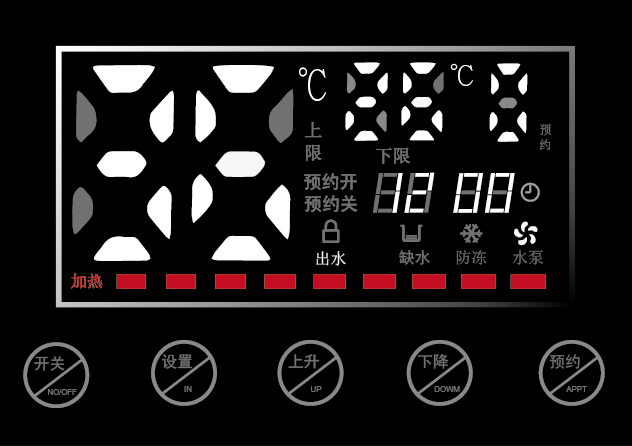 36 °C
°C
0
预约
上限
下限
预约开
预约关
12 00
出水
缺水
防冻
水泵
加热
开关 NO/OFF
设置 IN
上升 UP
下降 DOWM
预约 APPT